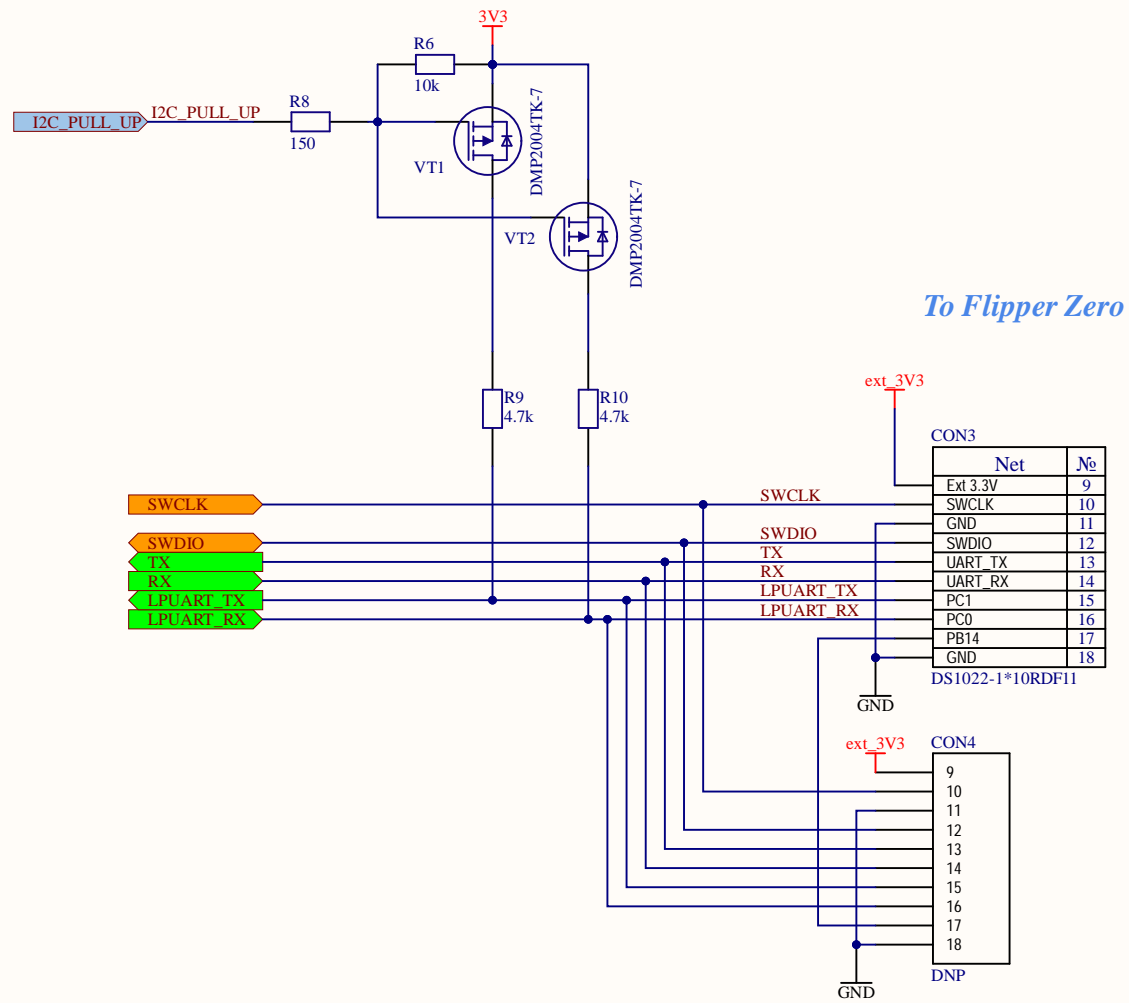 3V3
R6
10k
I2C_PULL_UP
I2C_PULL_UP
R8
150
VT1
DMP2004TK-7
VT2
DMP2004TK-7
To Flipper Zero
R9
4.7k
R10
4.7k
ext_3V3
CON3
Net №
Ext 3.3V 9
SWCLK SWCLK SWCLK 10
GND 11
SWDIO SWDIO SWDIO 12
TX TX UART_TX 13
RX RX UART_RX 14
LPUART_TX LPUART_TX PC1 15
LPUART_RX LPUART_RX PC0 16
PB14 17
GND 18
DS1022-1*10RDF11
GND
ext_3V3
CON4
9
10
11
12
13
14
15
16
17
18
DNP
GND